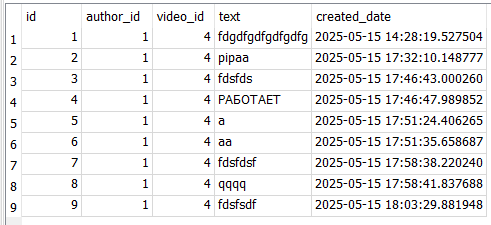 id author_id video_id text created_date
1 1 1 4 fdgdfgdfgdfgdfg 2025-05-15 14:28:19.527504
2 2 1 4 pipaa 2025-05-15 17:32:10.148777
3 3 1 4 fdsfds 2025-05-15 17:46:43.000260
4 4 1 4 РАБОТАЕТ 2025-05-15 17:46:47.989852
5 5 1 4 a 2025-05-15 17:51:24.406265
6 6 1 4 aa 2025-05-15 17:51:35.658687
7 7 1 4 fdsfdsf 2025-05-15 17:58:38.220240
8 8 1 4 qqqq 2025-05-15 17:58:41.837688
9 9 1 4 fdsfsdf 2025-05-15 18:03:29.881948